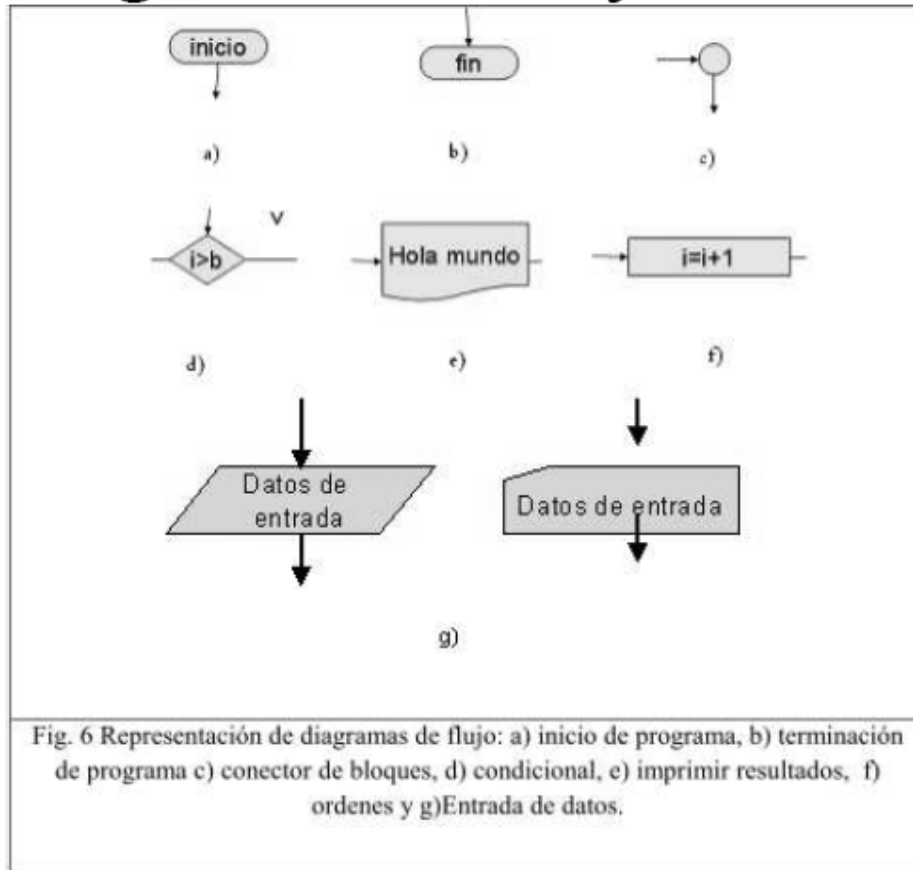 inicio
fin
a)
b)
c)
V
i>b
Hola mundo
i=i+1
d)
e)
f)
Datos de
entrada
Datos de entrada
g)
Fig. 6 Representación de diagramas de flujo: a) inicio de programa, b) terminación
de programa c) conector de bloques, d) condicional, e) imprimir resultados, f)
ordenes y g)Entrada de datos.